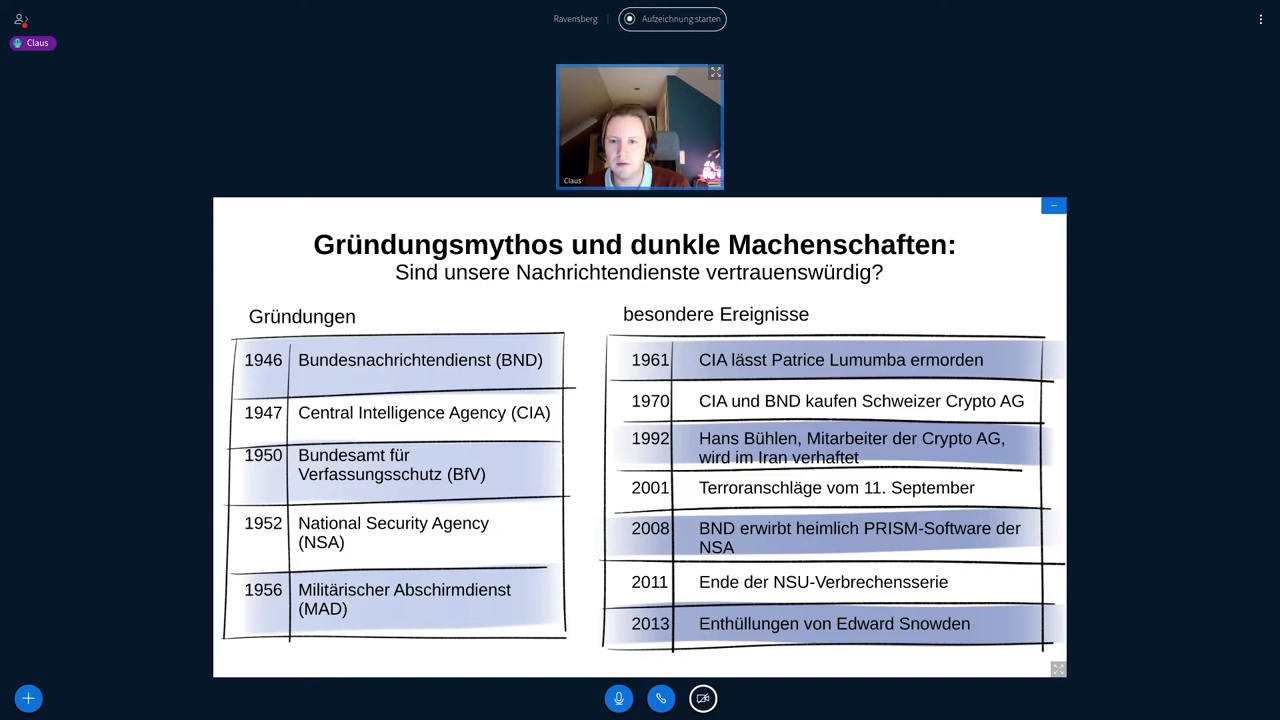 Ravensberg
Aufzeichnung starten
Claus
Claus
Gründungsmythos und dunkle Machenschaften:
Sind unsere Nachrichtendienste vertrauenswürdig?
Gründungen
1946 Bundesnachrichtendienst (BND)
1947 Central Intelligence Agency (CIA)
1950 Bundesamt für
Verfassungsschutz (BfV)
1952 National Security Agency
(NSA)
1956 Militärischer Abschirmdienst
(MAD)
besondere Ereignisse
1961 CIA lässt Patrice Lumumba ermorden
1970 CIA und BND kaufen Schweizer Crypto AG
1992 Hans Bühlen, Mitarbeiter der Crypto AG,
wird im Iran verhaftet
2001 Terroranschläge vom 11. September
2008 BND erwirbt heimlich PRISM-Software der
NSA
2011 Ende der NSU-Verbrechensserie
2013 Enthüllungen von Edward Snowden